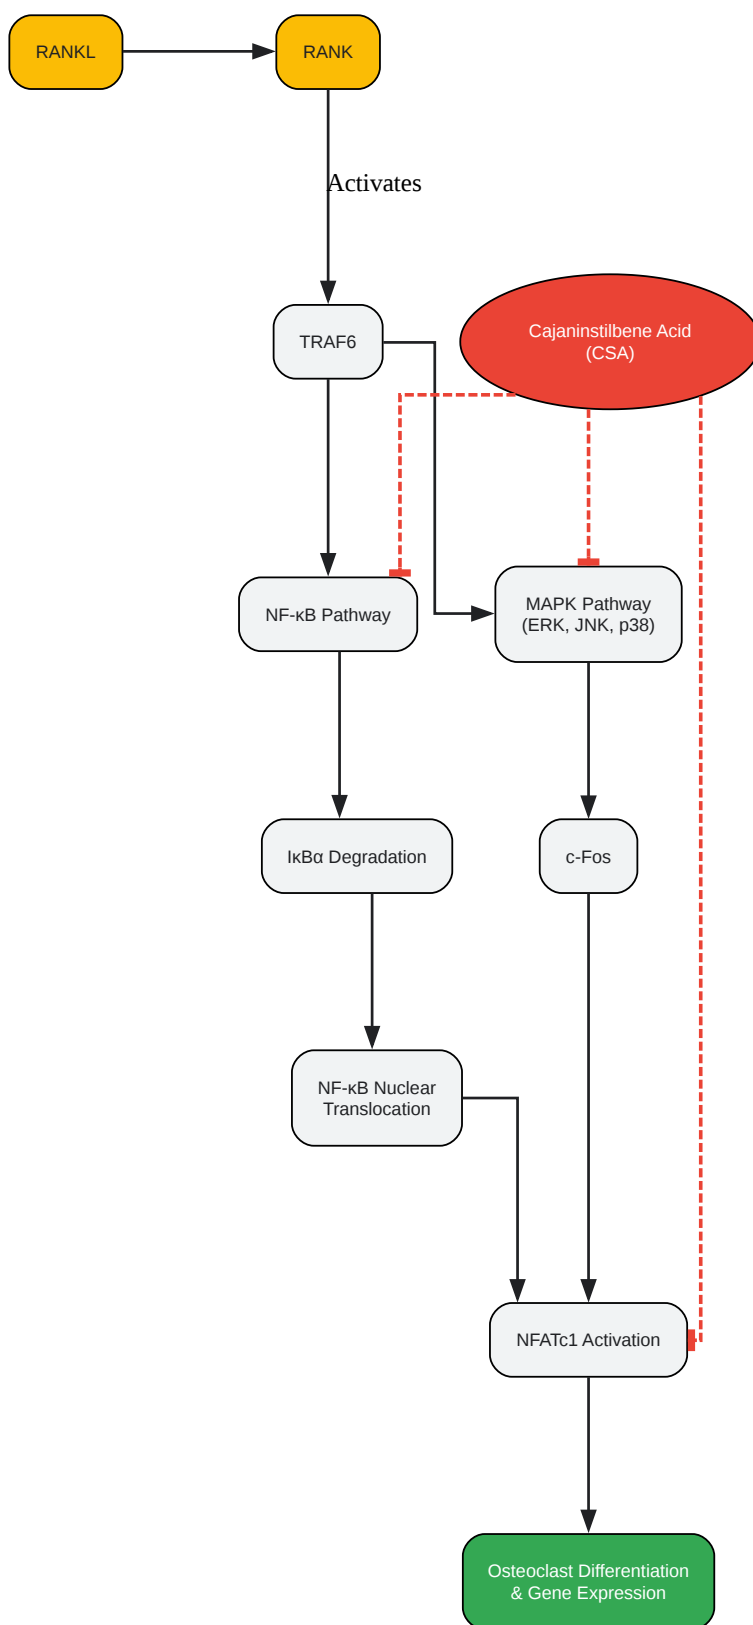 RANKL
RANK
Activates
TRAF6
Cajaninstilbene Acid
(CSA)
NF-κB Pathway
MAPK Pathway
(ERK, JNK, p38)
IκBα Degradation
c-Fos
NF-κB Nuclear
Translocation
NFATc1 Activation
Osteoclast Differentiation
& Gene Expression